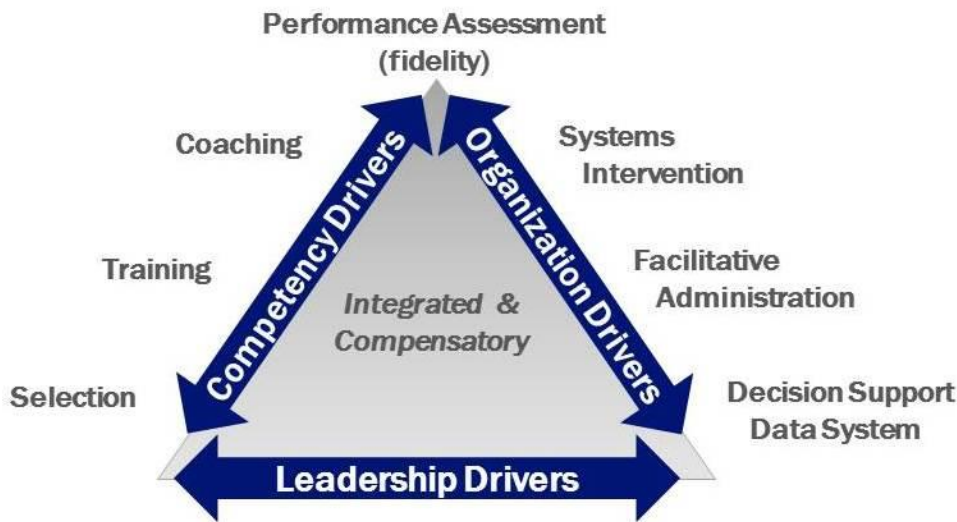 Performance Assessment
(fidelity)
Coaching
Systems
Intervention
Competency Drivers
Organization Drivers
Training
Facilitative
Administration
Integrated &
Compensatory
Selection
Decision Support
Data System
Leadership Drivers